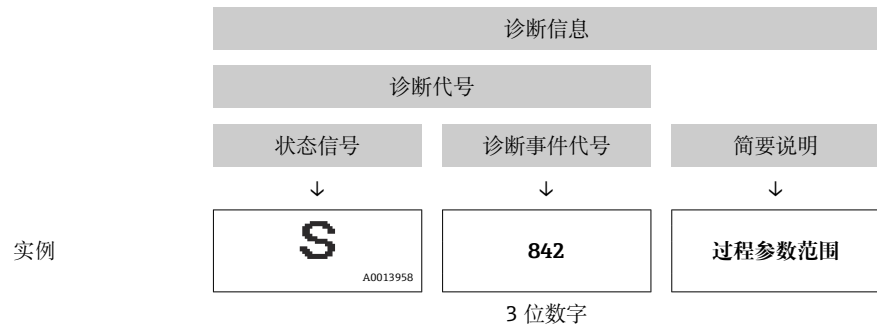 诊断信息
诊断代号
状态信号 诊断事件代号 简要说明
↓ ↓ ↓
实例 S 842 过程参数范围
A0013958
3 位数字